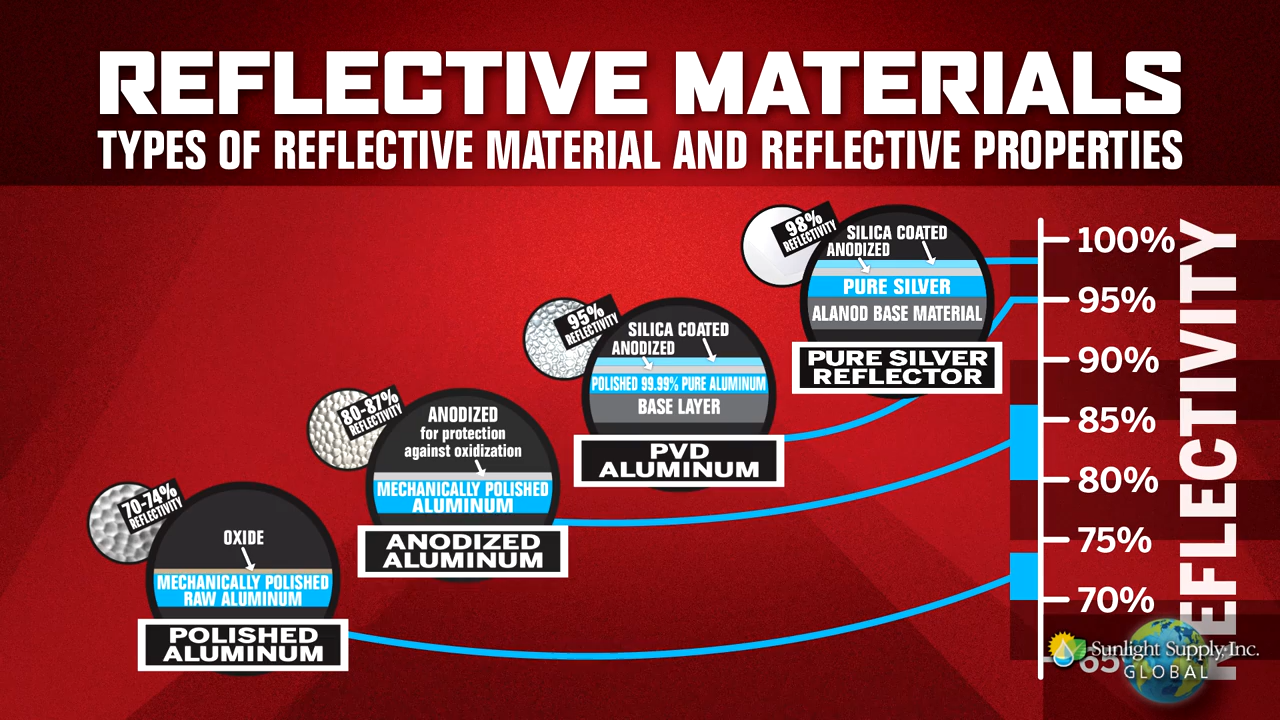 REFLECTIVE MATERIALS
TYPES OF REFLECTIVE MATERIAL AND REFLECTIVE PROPERTIES
98%
REFLECTIVITY
SILICA COATED
ANODIZED
PURE SILVER
ALANOD BASE MATERIAL
PURE SILVER
REFLECTOR
95%
REFLECTIVITY
SILICA COATED
ANODIZED
POLISHED 99.99% PURE ALUMINUM
BASE LAYER
PVD
ALUMINUM
80-87%
REFLECTIVITY
ANODIZED
for protection
against oxidization
MECHANICALLY POLISHED
ALUMINUM
ANODIZED
ALUMINUM
70-74%
REFLECTIVITY
OXIDE
MECHANICALLY POLISHED
RAW ALUMINUM
POLISHED
ALUMINUM
100%
95%
90%
85%
80%
75%
70%
65%
REFLECTIVITY
Sunlight Supply, Inc.
GLOBAL